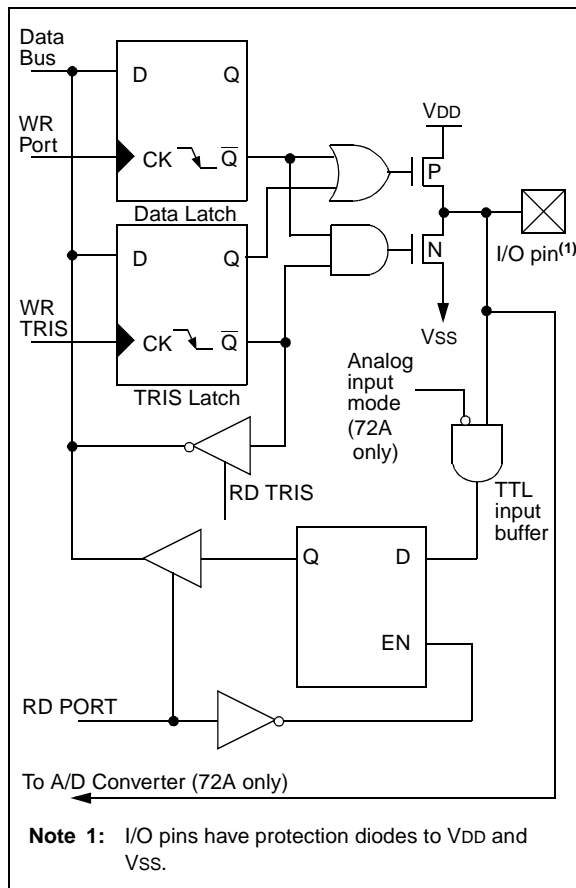 Data
Bus
D Q
VDD
WR
Port
CK Q
P
Data Latch
I/O pin(1)
D Q
N
WR
TRIS
CK Q
VSS
TRIS Latch
Analog
input
mode
(72A
only)
RD TRIS
TTL
input
buffer
Q D
EN
RD PORT
To A/D Converter (72A only)
Note 1: I/O pins have protection diodes to VDD and
VSS.